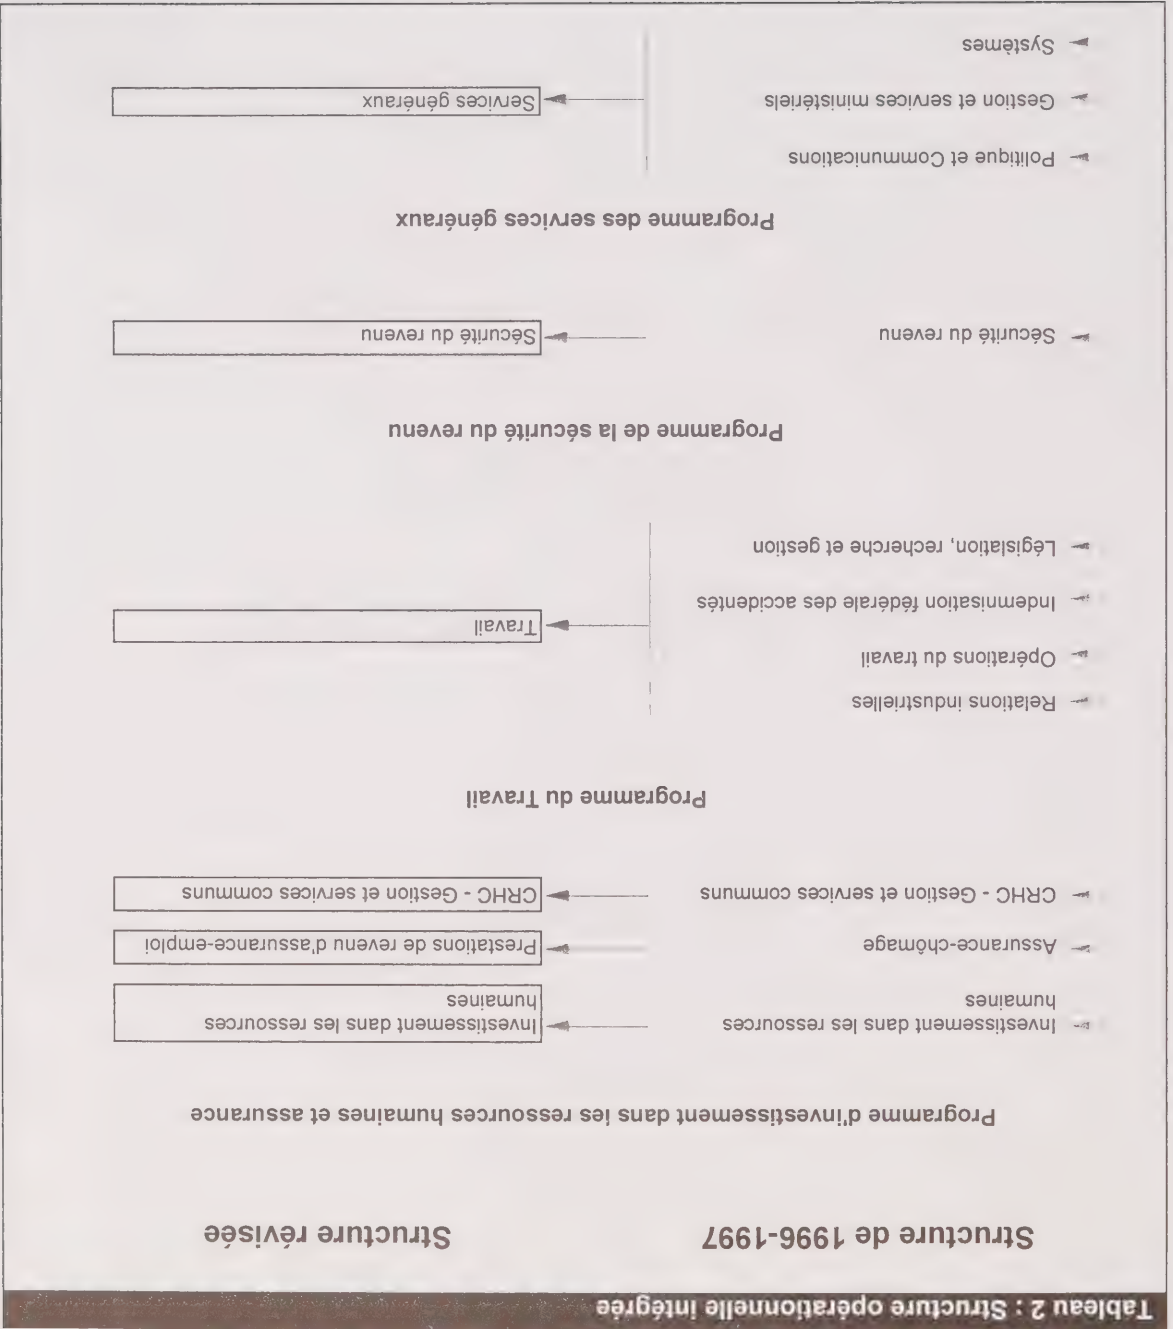 Tableau 2 : Structure opérationnelle intégrée
Structure de 1996-1997
Structure révisée
Programme d'investissement dans les ressources humaines et assurance
Investissement dans les ressources
humaines
Investissement dans les ressources
humaines
Assurance-chômage
Prestations de revenu d'assurance-emploi
CRHC - Gestion et services communs
CRHC - Gestion et services communs
Programme du Travail
Relations industrielles
Opérations du travail
Indemnisation fédérale des accidentés
Législation, recherche et gestion
Travail
Programme de la sécurité du revenu
Sécurité du revenu
Sécurité du revenu
Programme des services généraux
Politique et Communications
Gestion et services ministériels
Systèmes
Services généraux